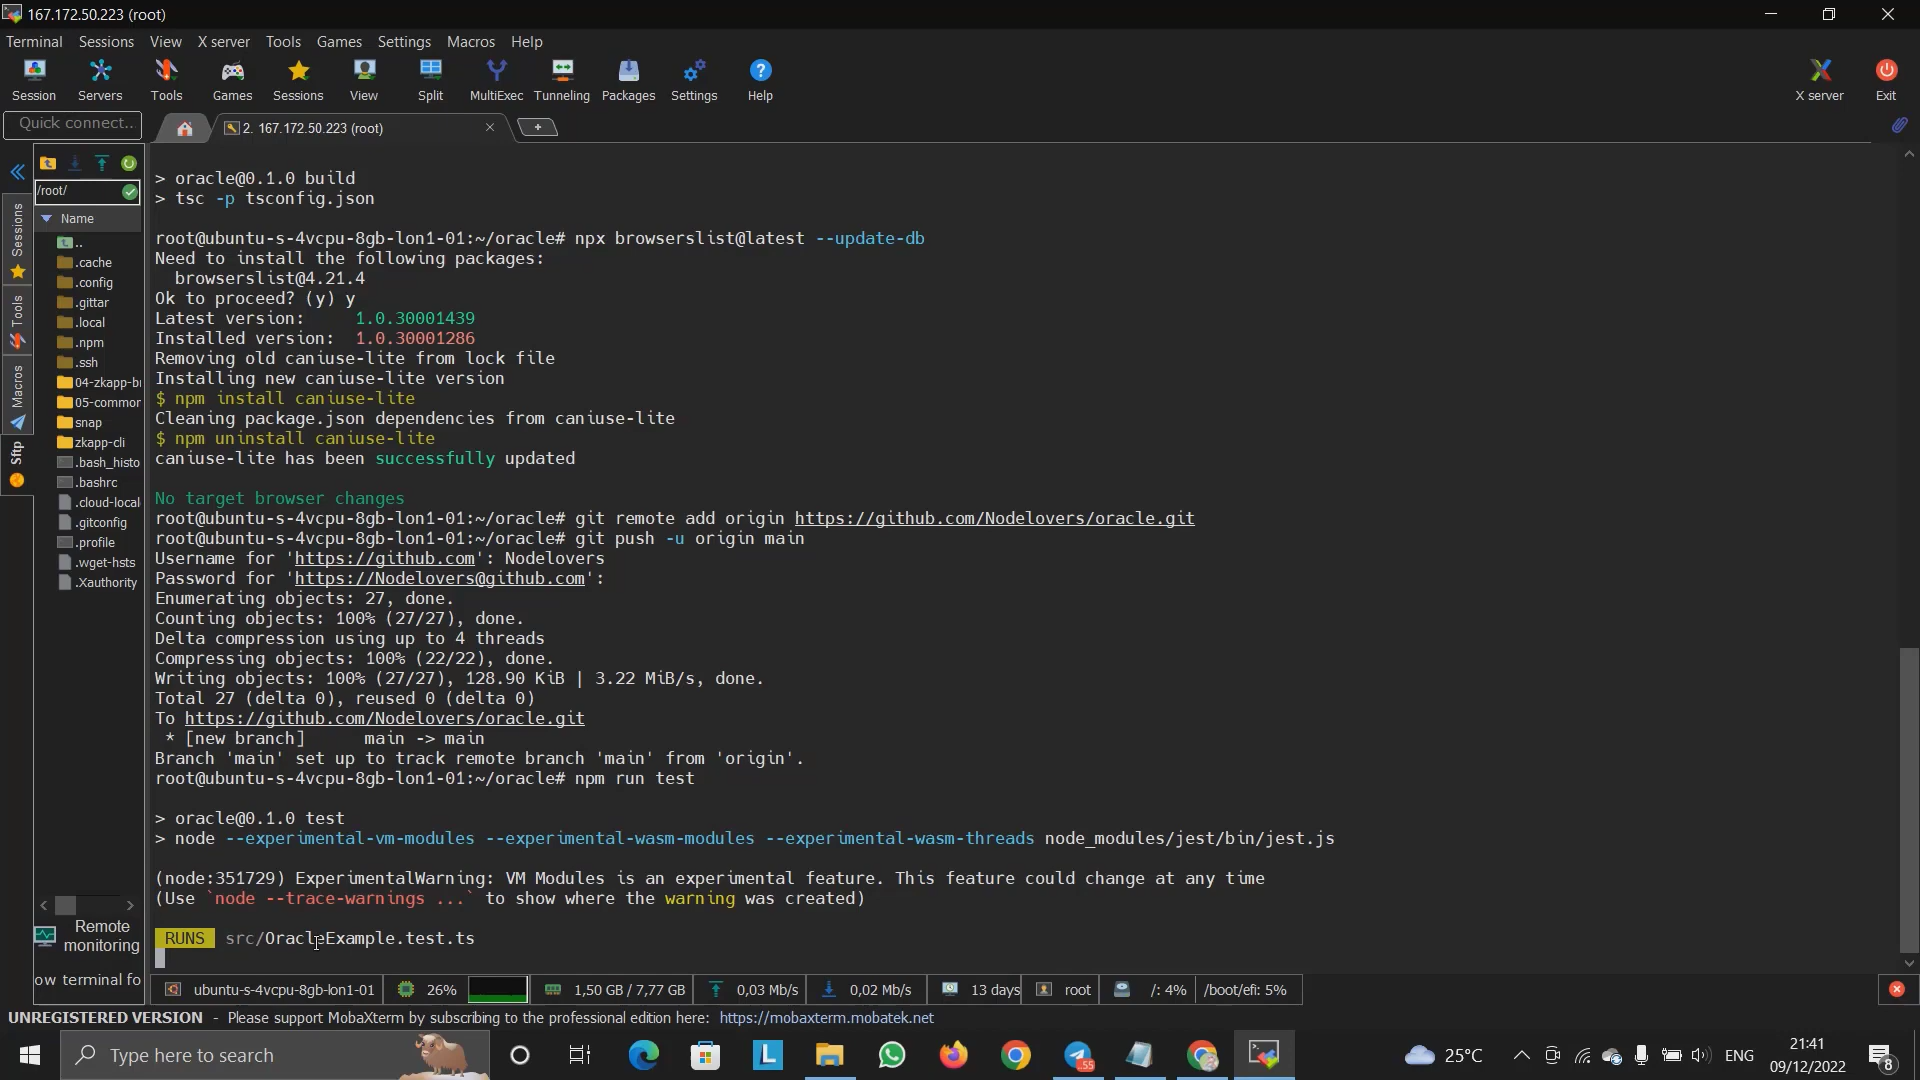 167.172.50.223 (root)
Terminal Sessions View X server Tools Games Settings Macros Help
Session Servers Tools Games Sessions View Split MultiExec Tunneling Packages Settings Help X server Exit
Quick connect...
2. 167.172.50.223 (root)
/root/
Name
..
.cache
.config
.gittar
.local
.npm
.ssh
04-zkapp-bı
05-commor
snap
zkapp-cli
.bash_histo
.bashrc
.cloud-local
.gitconfig
.profile
.wget-hsts
.Xauthority
Sessions
Tools
Macros
Sftp
Remote
monitoring
ow terminal fo
> oracle@0.1.0 build
> tsc -p tsconfig.json
root@ubuntu-s-4vcpu-8gb-lon1-01:~/oracle# npx browserslist@latest --update-db
Need to install the following packages:
browserslist@4.21.4
Ok to proceed? (y) y
Latest version: 1.0.30001439
Installed version: 1.0.30001286
Removing old caniuse-lite from lock file
Installing new caniuse-lite version
$ npm install caniuse-lite
Cleaning package.json dependencies from caniuse-lite
$ npm uninstall caniuse-lite
caniuse-lite has been successfully updated
No target browser changes
root@ubuntu-s-4vcpu-8gb-lon1-01:~/oracle# git remote add origin https://github.com/Nodelovers/oracle.git
root@ubuntu-s-4vcpu-8gb-lon1-01:~/oracle# git push -u origin main
Username for 'https://github.com': Nodelovers
Password for 'https://Nodelovers@github.com':
Enumerating objects: 27, done.
Counting objects: 100% (27/27), done.
Delta compression using up to 4 threads
Compressing objects: 100% (22/22), done.
Writing objects: 100% (27/27), 128.90 KiB | 3.22 MiB/s, done.
Total 27 (delta 0), reused 0 (delta 0)
To https://github.com/Nodelovers/oracle.git
* [new branch] main -> main
Branch 'main' set up to track remote branch 'main' from 'origin'.
root@ubuntu-s-4vcpu-8gb-lon1-01:~/oracle# npm run test
> oracle@0.1.0 test
> node --experimental-vm-modules --experimental-wasm-modules --experimental-wasm-threads node_modules/jest/bin/jest.js
(node:351729) ExperimentalWarning: VM Modules is an experimental feature. This feature could change at any time
(Use `node --trace-warnings ...` to show where the warning was created)
RUNS src/OracleExample.test.ts
ubuntu-s-4vcpu-8gb-lon1-01 26% 1,50 GB / 7,77 GB 0,03 Mb/s 0,02 Mb/s 13 days root /: 4% /boot/efi: 5%
UNREGISTERED VERSION - Please support MobaXterm by subscribing to the professional edition here: https://mobaxterm.mobatek.net
Type here to search
55
25°C
ENG
21:41
09/12/2022
8